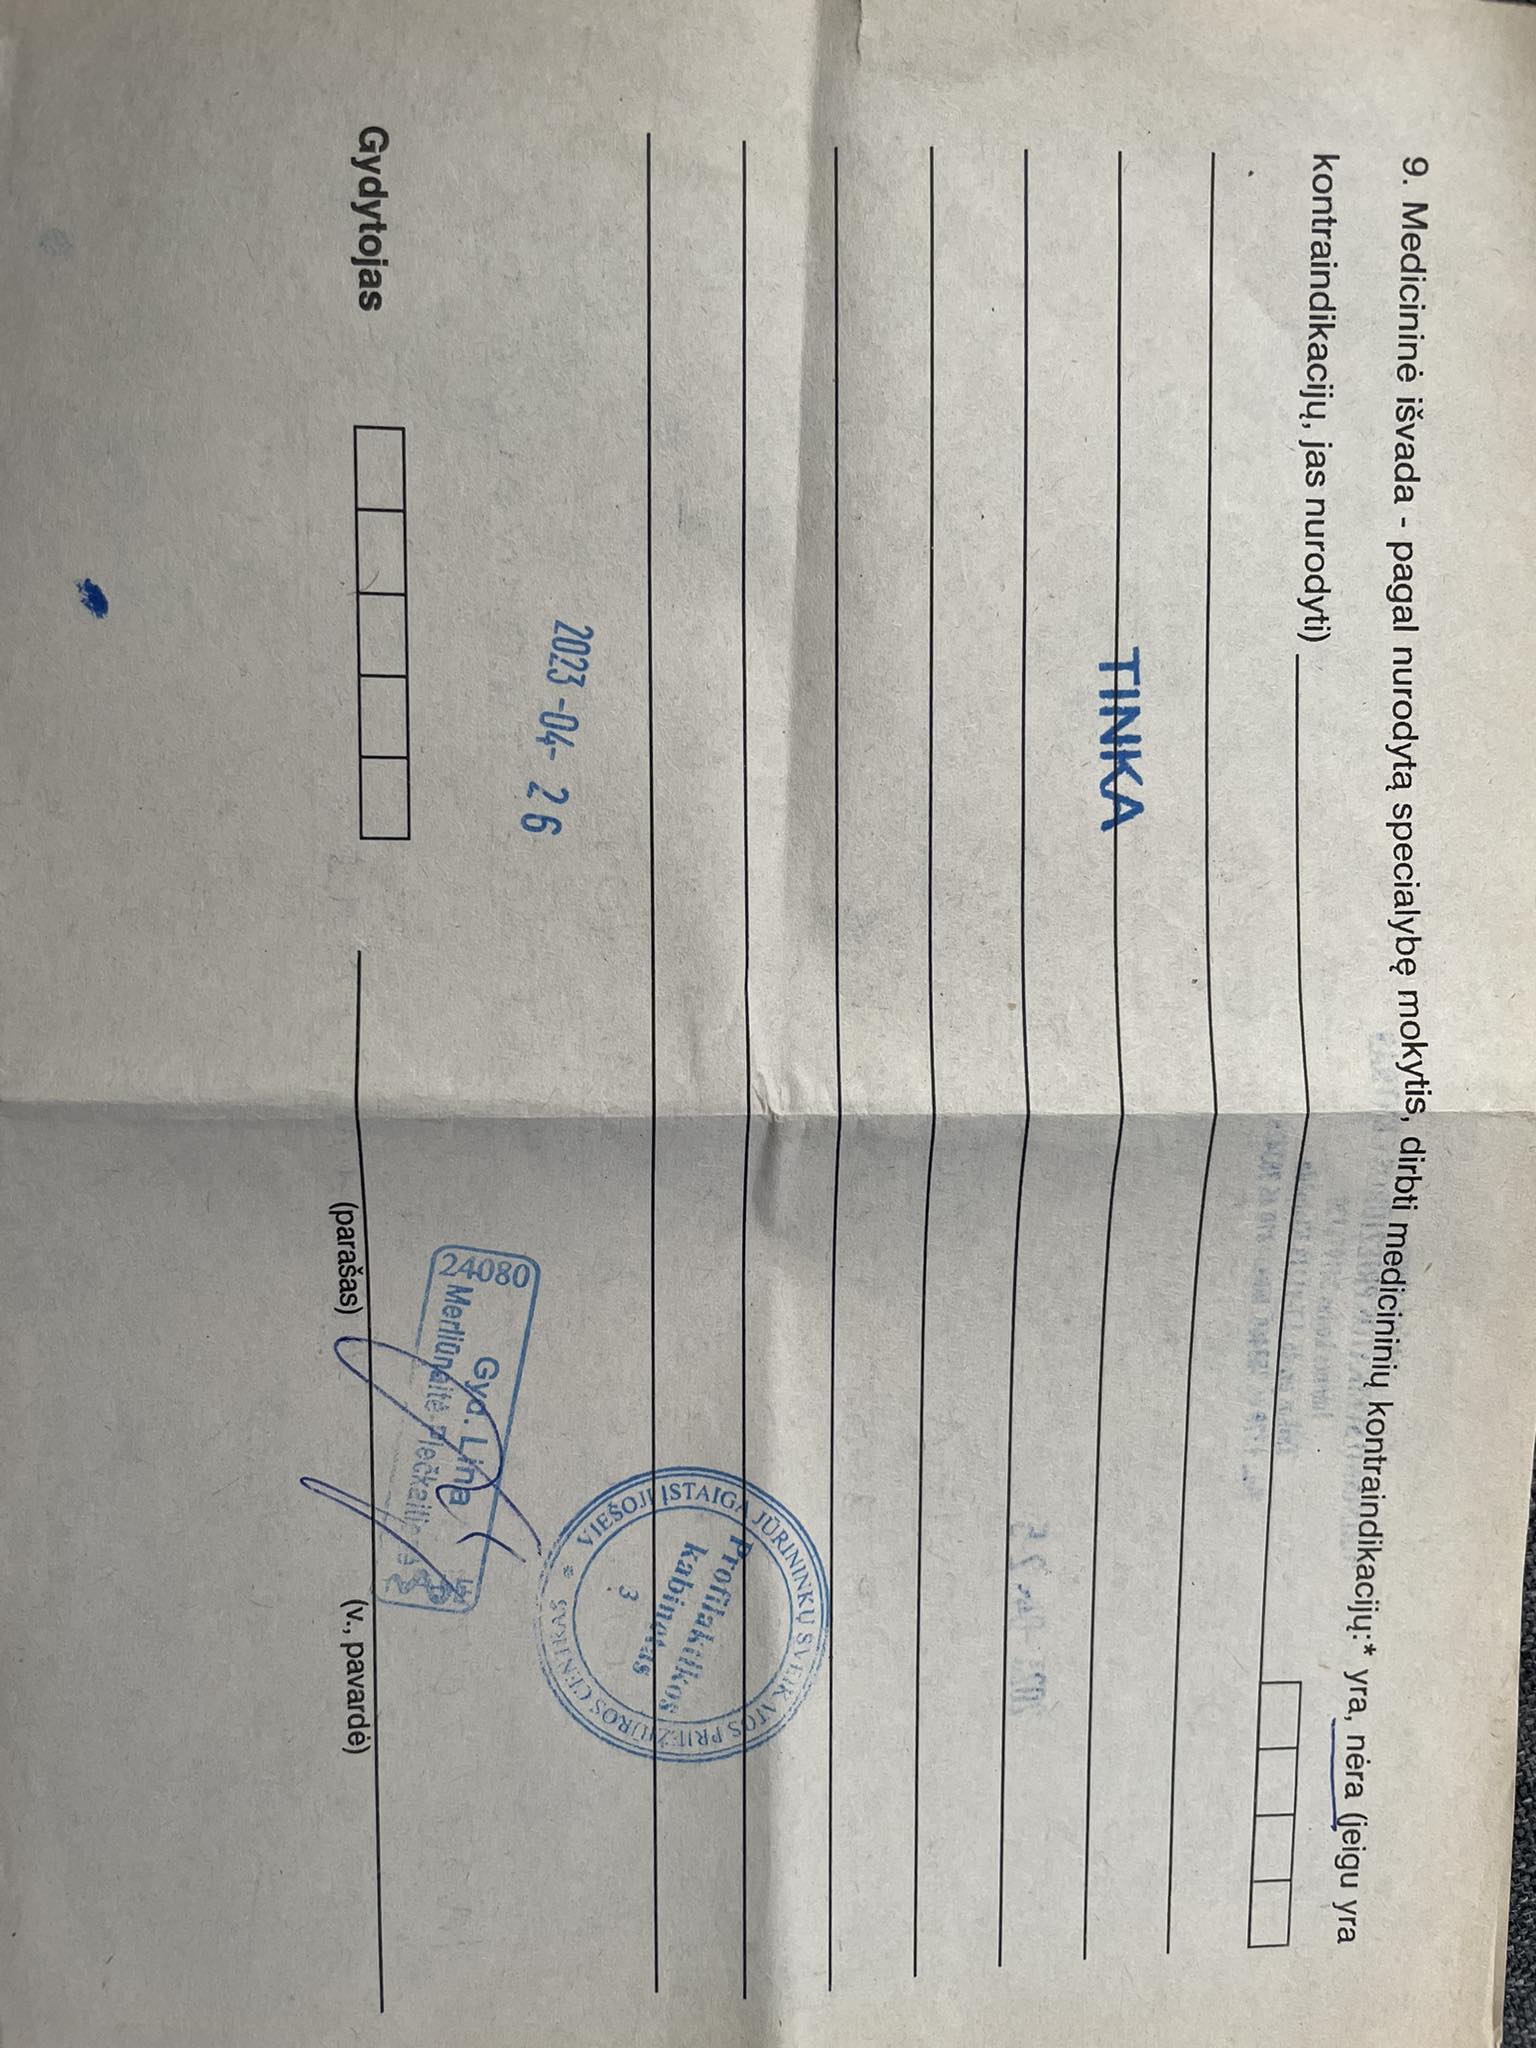 9. Medicininė išvada - pagal nurodytą specialybę mokytis, dirbti medicininių kontraindikacijų:* yra, nėra (jeigu yra
kontraindikacijų, jas nurodyti)
TINKA
2023-04-26
VIEŠOJI ĮSTAIGA JŪRININKŲ SVEIKATOS PRIEŽIŪROS CENTRAS *
Profilaktikos
kabinetas
3
24080
Gyd. Lina
Merliūnaitė
Gydytojas
(parašas) (v., pavardė)